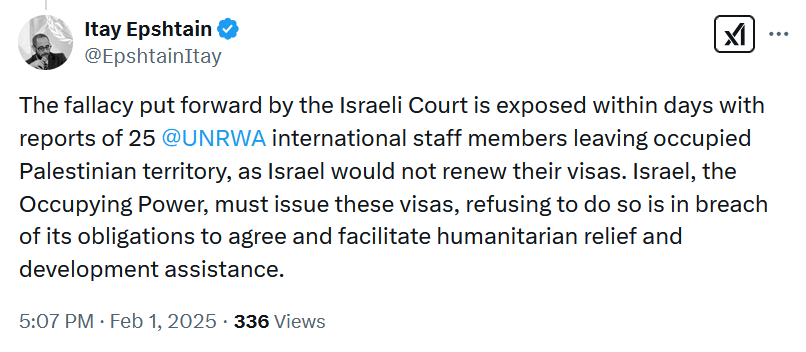 Itay Epshtain
@EpshtainItay
The fallacy put forward by the Israeli Court is exposed within days with
reports of 25 @UNRWA international staff members leaving occupied
Palestinian territory, as Israel would not renew their visas. Israel, the
Occupying Power, must issue these visas, refusing to do so is in breach
of its obligations to agree and facilitate humanitarian relief and
development assistance.
5:07 PM · Feb 1, 2025 · 336 Views